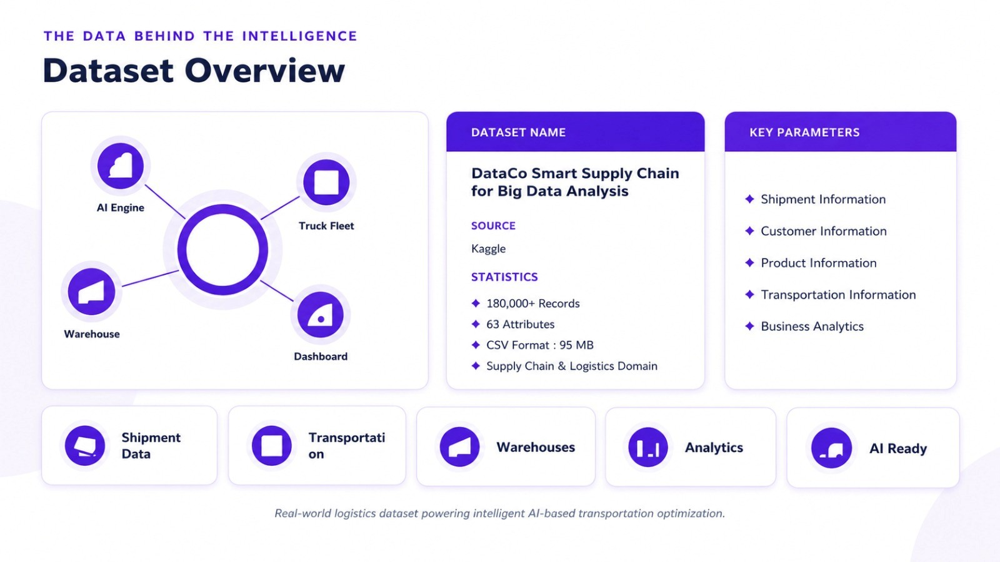 THE DATA BEHIND THE INTELLIGENCE
Dataset Overview
AI Engine
Truck Fleet
Warehouse
Dashboard
DATASET NAME
DataCo Smart Supply Chain
for Big Data Analysis
SOURCE
Kaggle
STATISTICS
180,000+ Records
63 Attributes
CSV Format : 95 MB
Supply Chain & Logistics Domain
KEY PARAMETERS
Shipment Information
Customer Information
Product Information
Transportation Information
Business Analytics
Shipment
Data
Transportati
on
Warehouses
Analytics
AI Ready
Real-world logistics dataset powering intelligent AI-based transportation optimization.